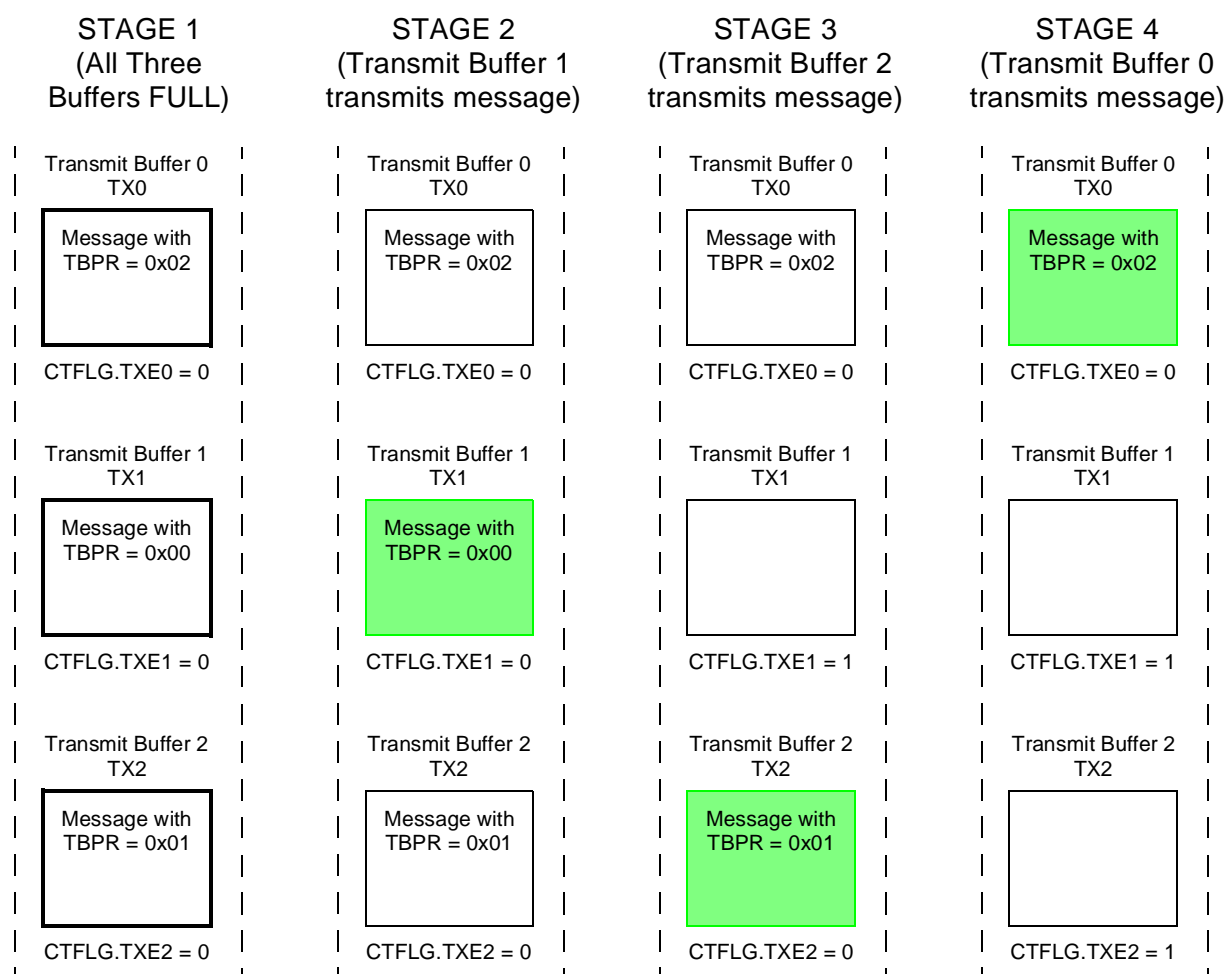 STAGE 1
(All Three
Buffers FULL)
STAGE 2
(Transmit Buffer 1
transmits message)
STAGE 3
(Transmit Buffer 2
transmits message)
STAGE 4
(Transmit Buffer 0
transmits message)
Transmit Buffer 0
TX0
Message with
TBPR = 0x02
CTFLG.TXE0 = 0
Transmit Buffer 1
TX1
Message with
TBPR = 0x00
CTFLG.TXE1 = 0
Transmit Buffer 2
TX2
Message with
TBPR = 0x01
CTFLG.TXE2 = 0
Transmit Buffer 0
TX0
Message with
TBPR = 0x02
CTFLG.TXE0 = 0
Transmit Buffer 1
TX1
Message with
TBPR = 0x00
CTFLG.TXE1 = 0
Transmit Buffer 2
TX2
Message with
TBPR = 0x01
CTFLG.TXE2 = 0
Transmit Buffer 0
TX0
Message with
TBPR = 0x02
CTFLG.TXE0 = 0
Transmit Buffer 1
TX1
CTFLG.TXE1 = 1
Transmit Buffer 2
TX2
Message with
TBPR = 0x01
CTFLG.TXE2 = 0
Transmit Buffer 0
TX0
Message with
TBPR = 0x02
CTFLG.TXE0 = 0
Transmit Buffer 1
TX1
CTFLG.TXE1 = 1
Transmit Buffer 2
TX2
CTFLG.TXE2 = 1